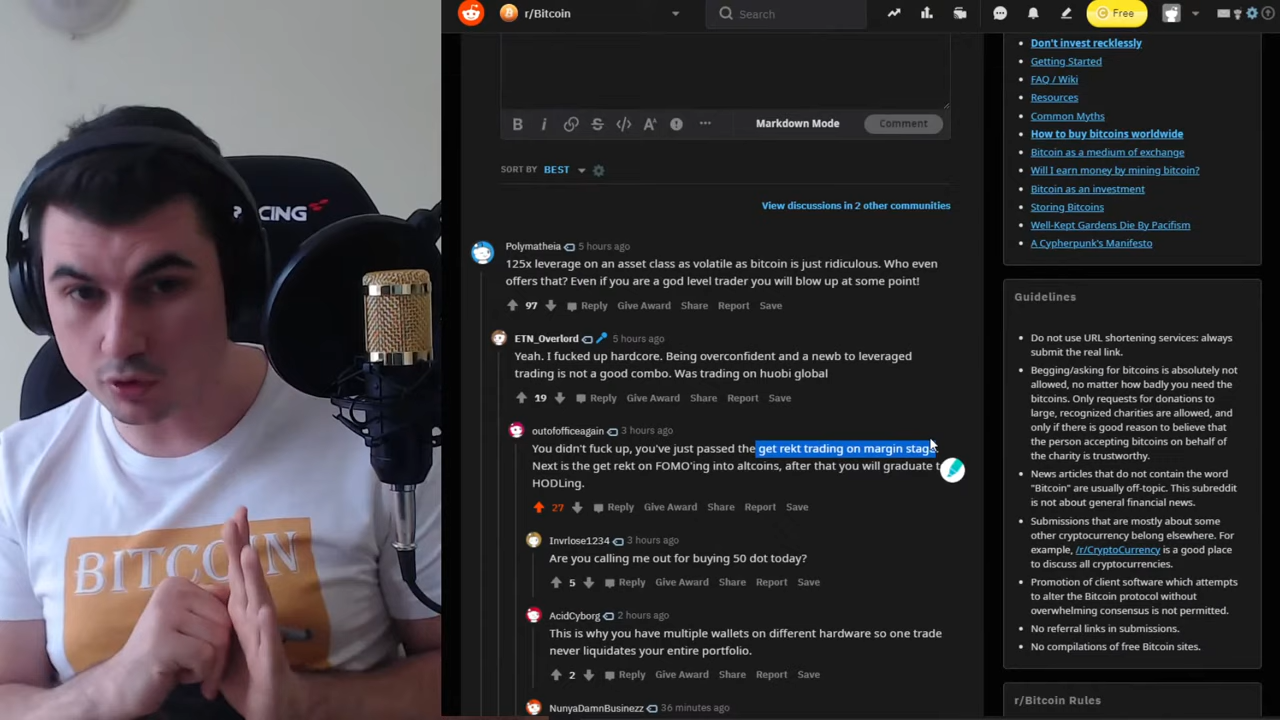 r/Bitcoin
Search
Free
BITCOIN
B i
Markdown Mode
Comment
SORT BY BEST
View discussions in 2 other communities
Polymatheia 5 hours ago
125x leverage on an asset class as volatile as bitcoin is just ridiculous. Who even
offers that? Even if you are a god level trader you will blow up at some point!
97 Reply Give Award Share Report Save
ETN_Overlord 5 hours ago
Yeah. I fucked up hardcore. Being overconfident and a newb to leveraged
trading is not a good combo. Was trading on huobi global
19 Reply Give Award Share Report Save
outofofficeagain 3 hours ago
You didn't fuck up, you've just passed the get rekt trading on margin stage.
Next is the get rekt on FOMO'ing into altcoins, after that you will graduate t
HODLing.
27 Reply Give Award Share Report Save
Invrlose1234 3 hours ago
Are you calling me out for buying 50 dot today?
5 Reply Give Award Share Report Save
AcidCyborg 2 hours ago
This is why you have multiple wallets on different hardware so one trade
never liquidates your entire portfolio.
2 Reply Give Award Share Report Save
NunyaDamnBusinezz 36 minutes ago
Don't invest recklessly
Getting Started
FAQ / Wiki
Resources
Common Myths
How to buy bitcoins worldwide
Bitcoin as a medium of exchange
Will I earn money by mining bitcoin?
Bitcoin as an investment
Storing Bitcoins
Well-Kept Gardens Die By Pacifism
A Cypherpunk's Manifesto
Guidelines
Do not use URL shortening services: always
submit the real link.
Begging/asking for bitcoins is absolutely not
allowed, no matter how badly you need the
bitcoins. Only requests for donations to
large, recognized charities are allowed, and
only if there is good reason to believe that
the person accepting bitcoins on behalf of
the charity is trustworthy.
News articles that do not contain the word
"Bitcoin" are usually off-topic. This subreddit
is not about general financial news.
Submissions that are mostly about some
other cryptocurrency belong elsewhere. For
example, /r/CryptoCurrency is a good place
to discuss all cryptocurrencies.
Promotion of client software which attempts
to alter the Bitcoin protocol without
overwhelming consensus is not permitted.
No referral links in submissions.
No compilations of free Bitcoin sites.
r/Bitcoin Rules